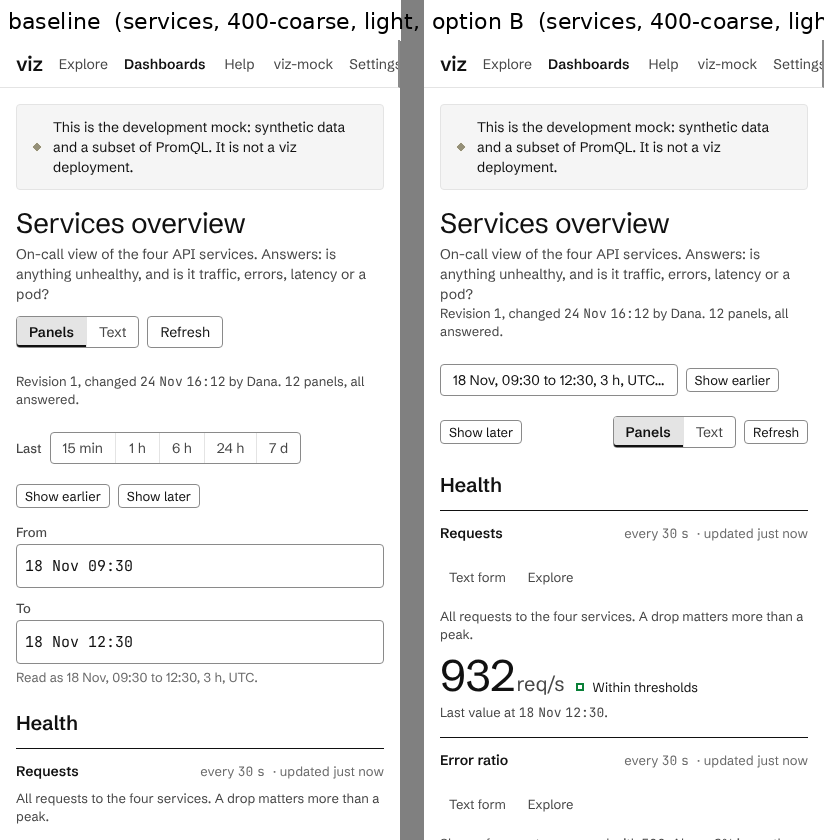 baseline  (services, 400-coarse, light,
viz Explore Dashboards Help viz-mock Settings
This is the development mock: synthetic data
and a subset of PromQL. It is not a viz
deployment.
Services overview
On-call view of the four API services. Answers: is
anything unhealthy, and is it traffic, errors, latency or a
pod?
Panels Text Refresh
Revision 1, changed 24 Nov 16:12 by Dana. 12 panels, all
answered.
Last 15 min 1 h 6 h 24 h 7 d
Show earlier Show later
From
18 Nov 09:30
To
18 Nov 12:30
Read as 18 Nov, 09:30 to 12:30, 3 h, UTC.
Health
Requests every 30 s · updated just now
All requests to the four services. A drop matters more than a
peak.
option B  (services, 400-coarse, ligh
viz Explore Dashboards Help viz-mock Settings
This is the development mock: synthetic data
and a subset of PromQL. It is not a viz
deployment.
Services overview
On-call view of the four API services. Answers: is
anything unhealthy, and is it traffic, errors, latency or a
pod?
Revision 1, changed 24 Nov 16:12 by Dana. 12 panels, all
answered.
18 Nov, 09:30 to 12:30, 3 h, UTC... Show earlier
Show later Panels Text Refresh
Health
Requests every 30 s · updated just now
Text form Explore
All requests to the four services. A drop matters more than a
peak.
932 req/s Within thresholds
Last value at 18 Nov 12:30.
Error ratio every 30 s · updated just now
Text form Explore